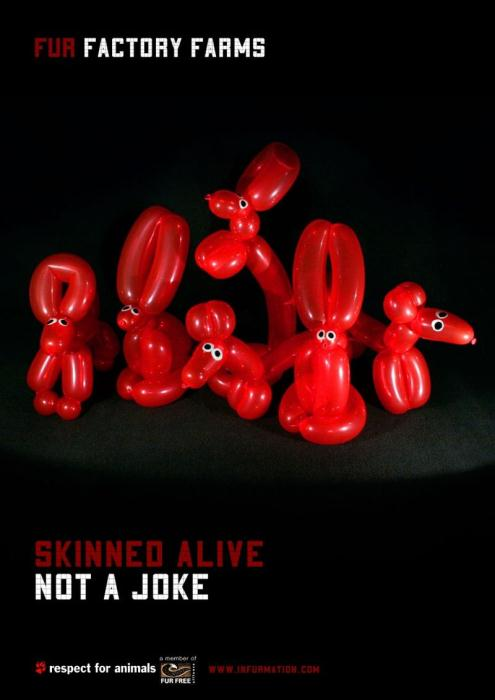 FUR FACTORY FARMS
SKINNED ALIVE
NOT A JOKE
respect for animals
a member of
FUR FREE
WWW.INFURMATION.COM